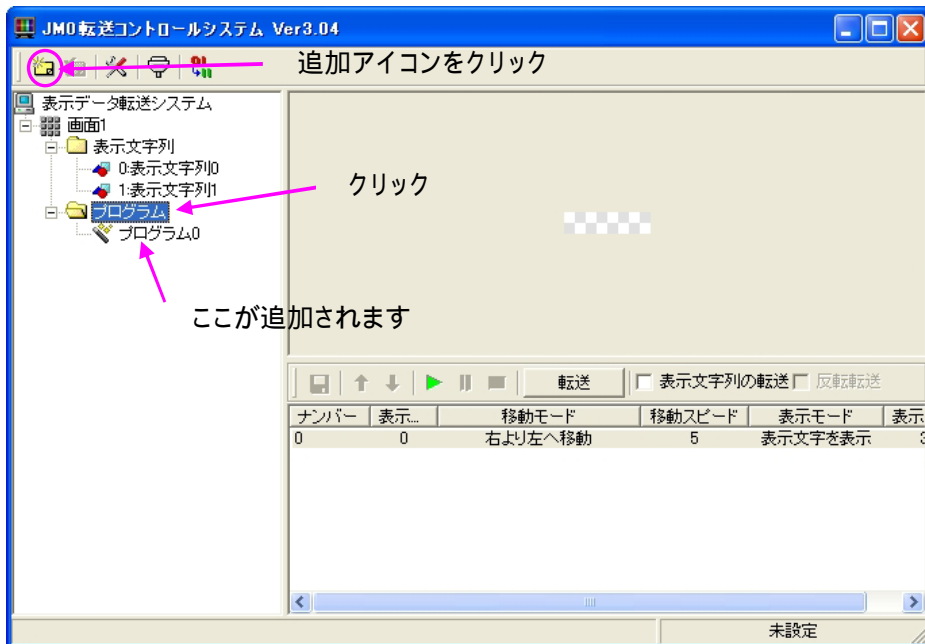 JM0転送コントロールシステム Ver3.04
追加アイコンをクリック
表示データ転送システム
画面1
表示文字列
0:表示文字列0
1:表示文字列1
プログラム
プログラム0
クリック
ここが追加されます
転送 表示文字列の転送 反転転送
ナンバー 表示... 移動モード 移動スピード 表示モード 表示
0 0 右より左へ移動 5 表示文字を表示
未設定